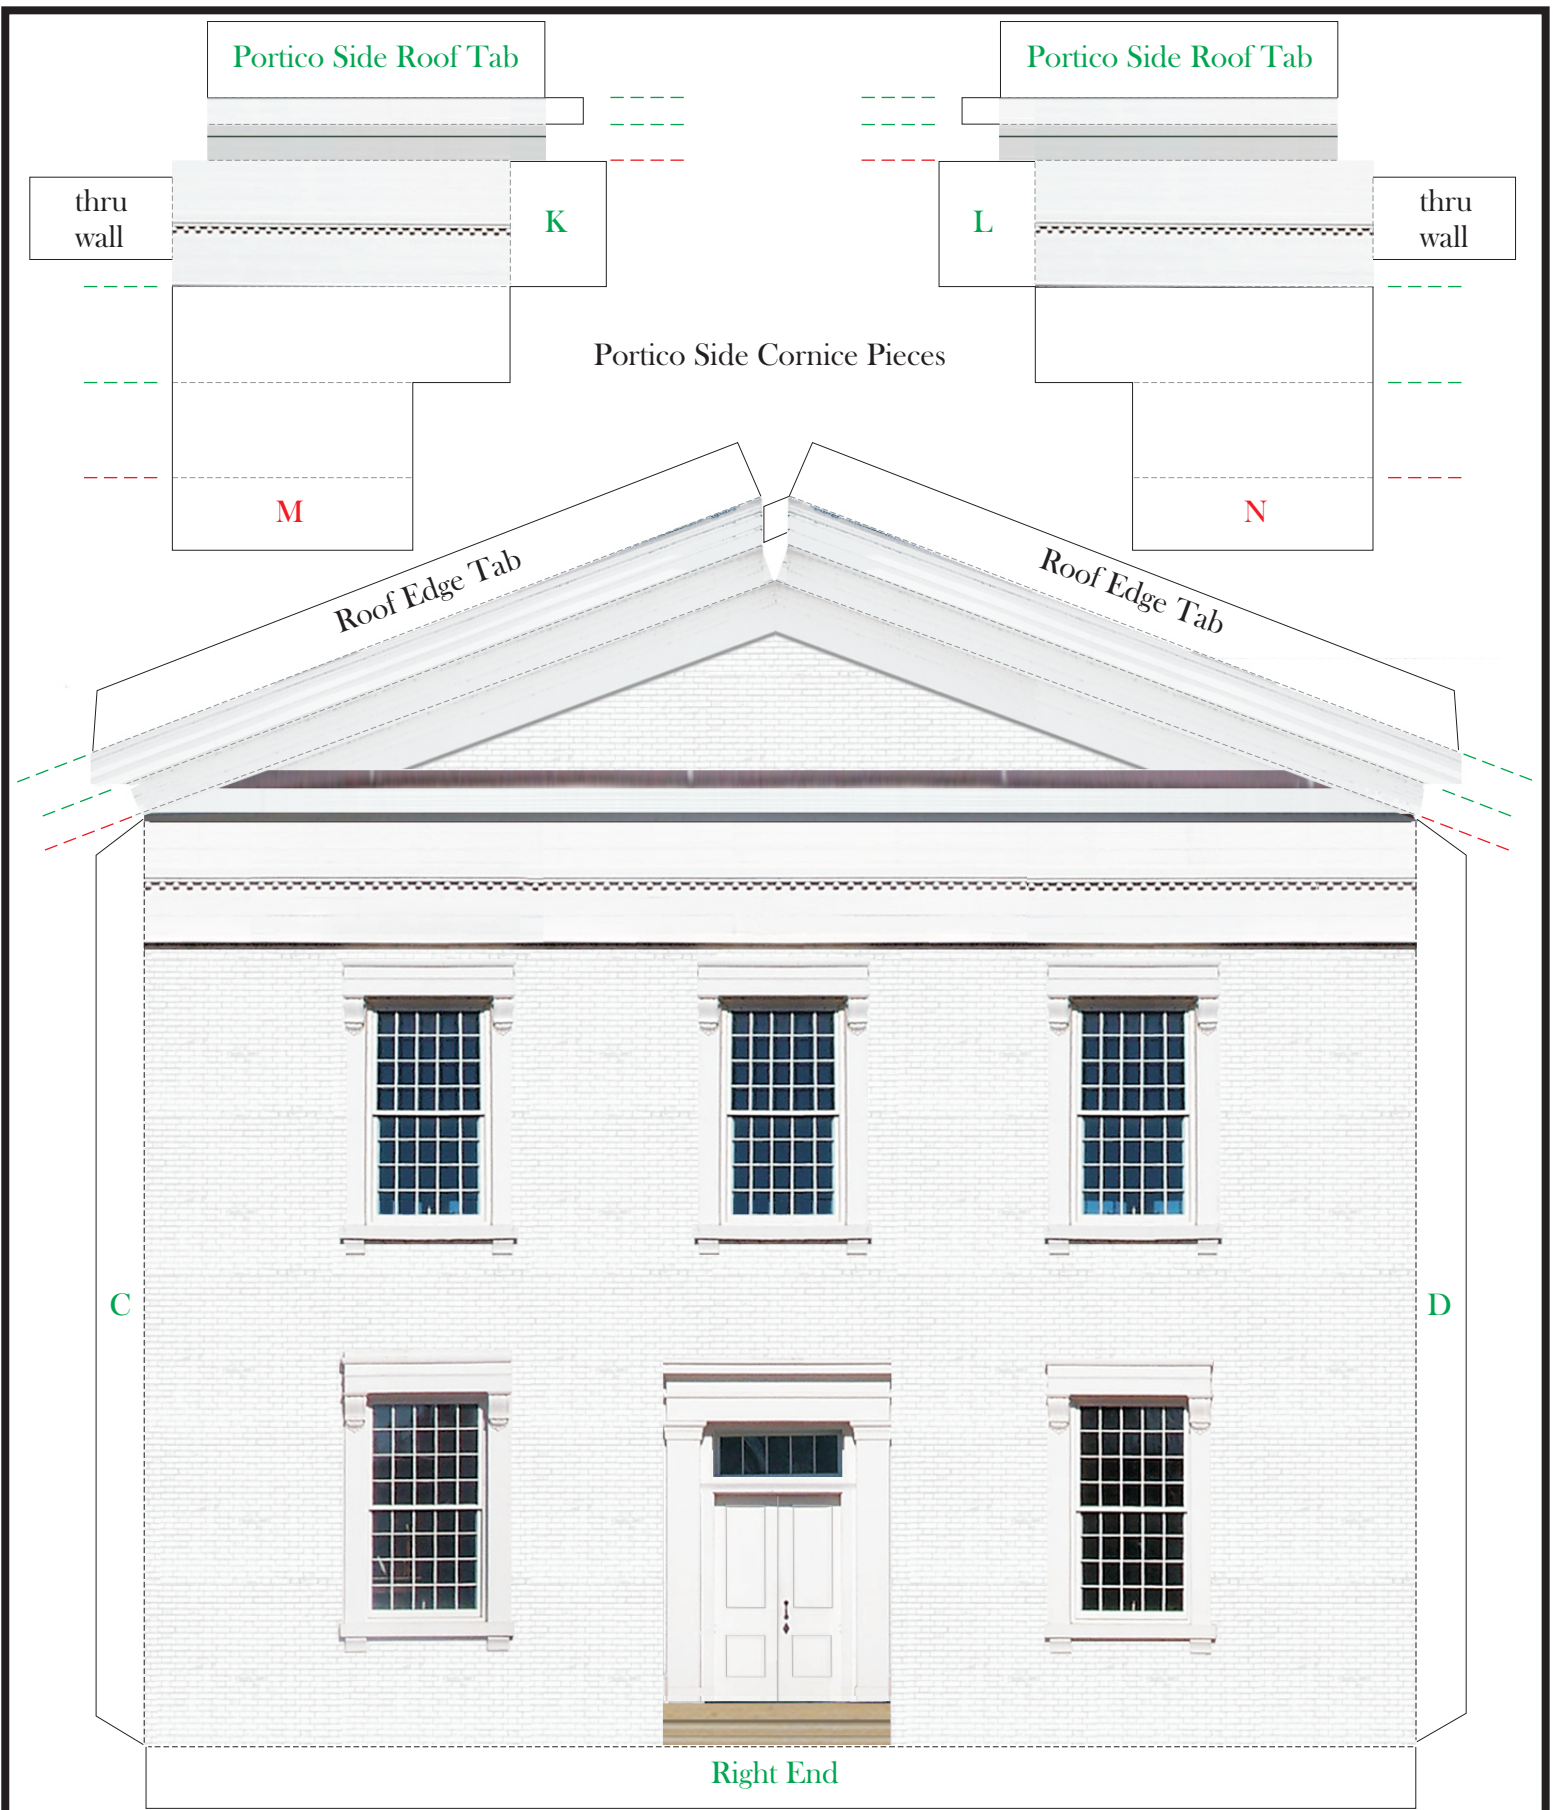 Portico Side Roof Tab
Portico Side Roof Tab
thru
wall
K
L
thru
wall
Portico Side Cornice Pieces
M
N
Roof Edge Tab
Roof Edge Tab
C
D
Right End